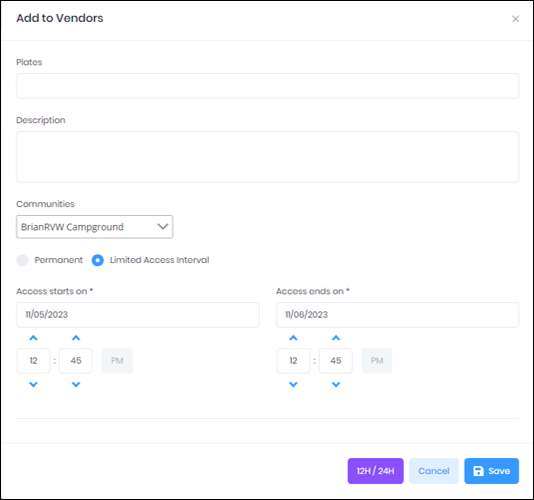 Add to Vendors ×
Plates
Description
Communities
BrianRVW Campground
Permanent Limited Access Interval
Access starts on * Access ends on *
11/05/2023 11/06/2023
12 : 45 PM 12 : 45 PM
12H / 24H Cancel Save